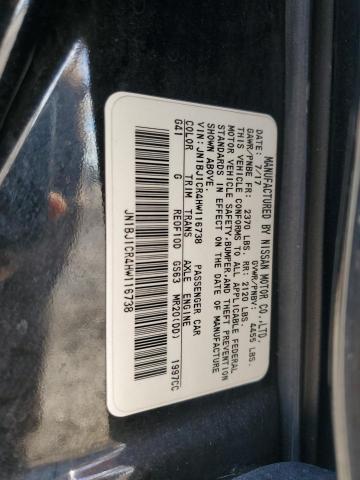 MANUFACTURED BY NISSAN MOTOR CO.,LTD.
DATE: 7/17 GVWR/PNBV: 4455 LBS.
GAWR/PNBE FR: 2370 LBS. RR: 2120 LBS.
THIS VEHICLE CONFORMS TO ALL APPLICABLE FEDERAL
MOTOR VEHICLE SAFETY,BUMPER,AND THEFT PREVENTION
STANDARDS IN EFFECT ON THE DATE OF MANUFACTURE
SHOWN ABOVE.
VIN:JN1BJ1CR4HW116738 PASSENGER CAR
COLOR TRIM TRANS AXLE ENGINE
G41 G RE0F10D GS63 MR20(DD) 1997CC
JN1BJ1CR4HW116738